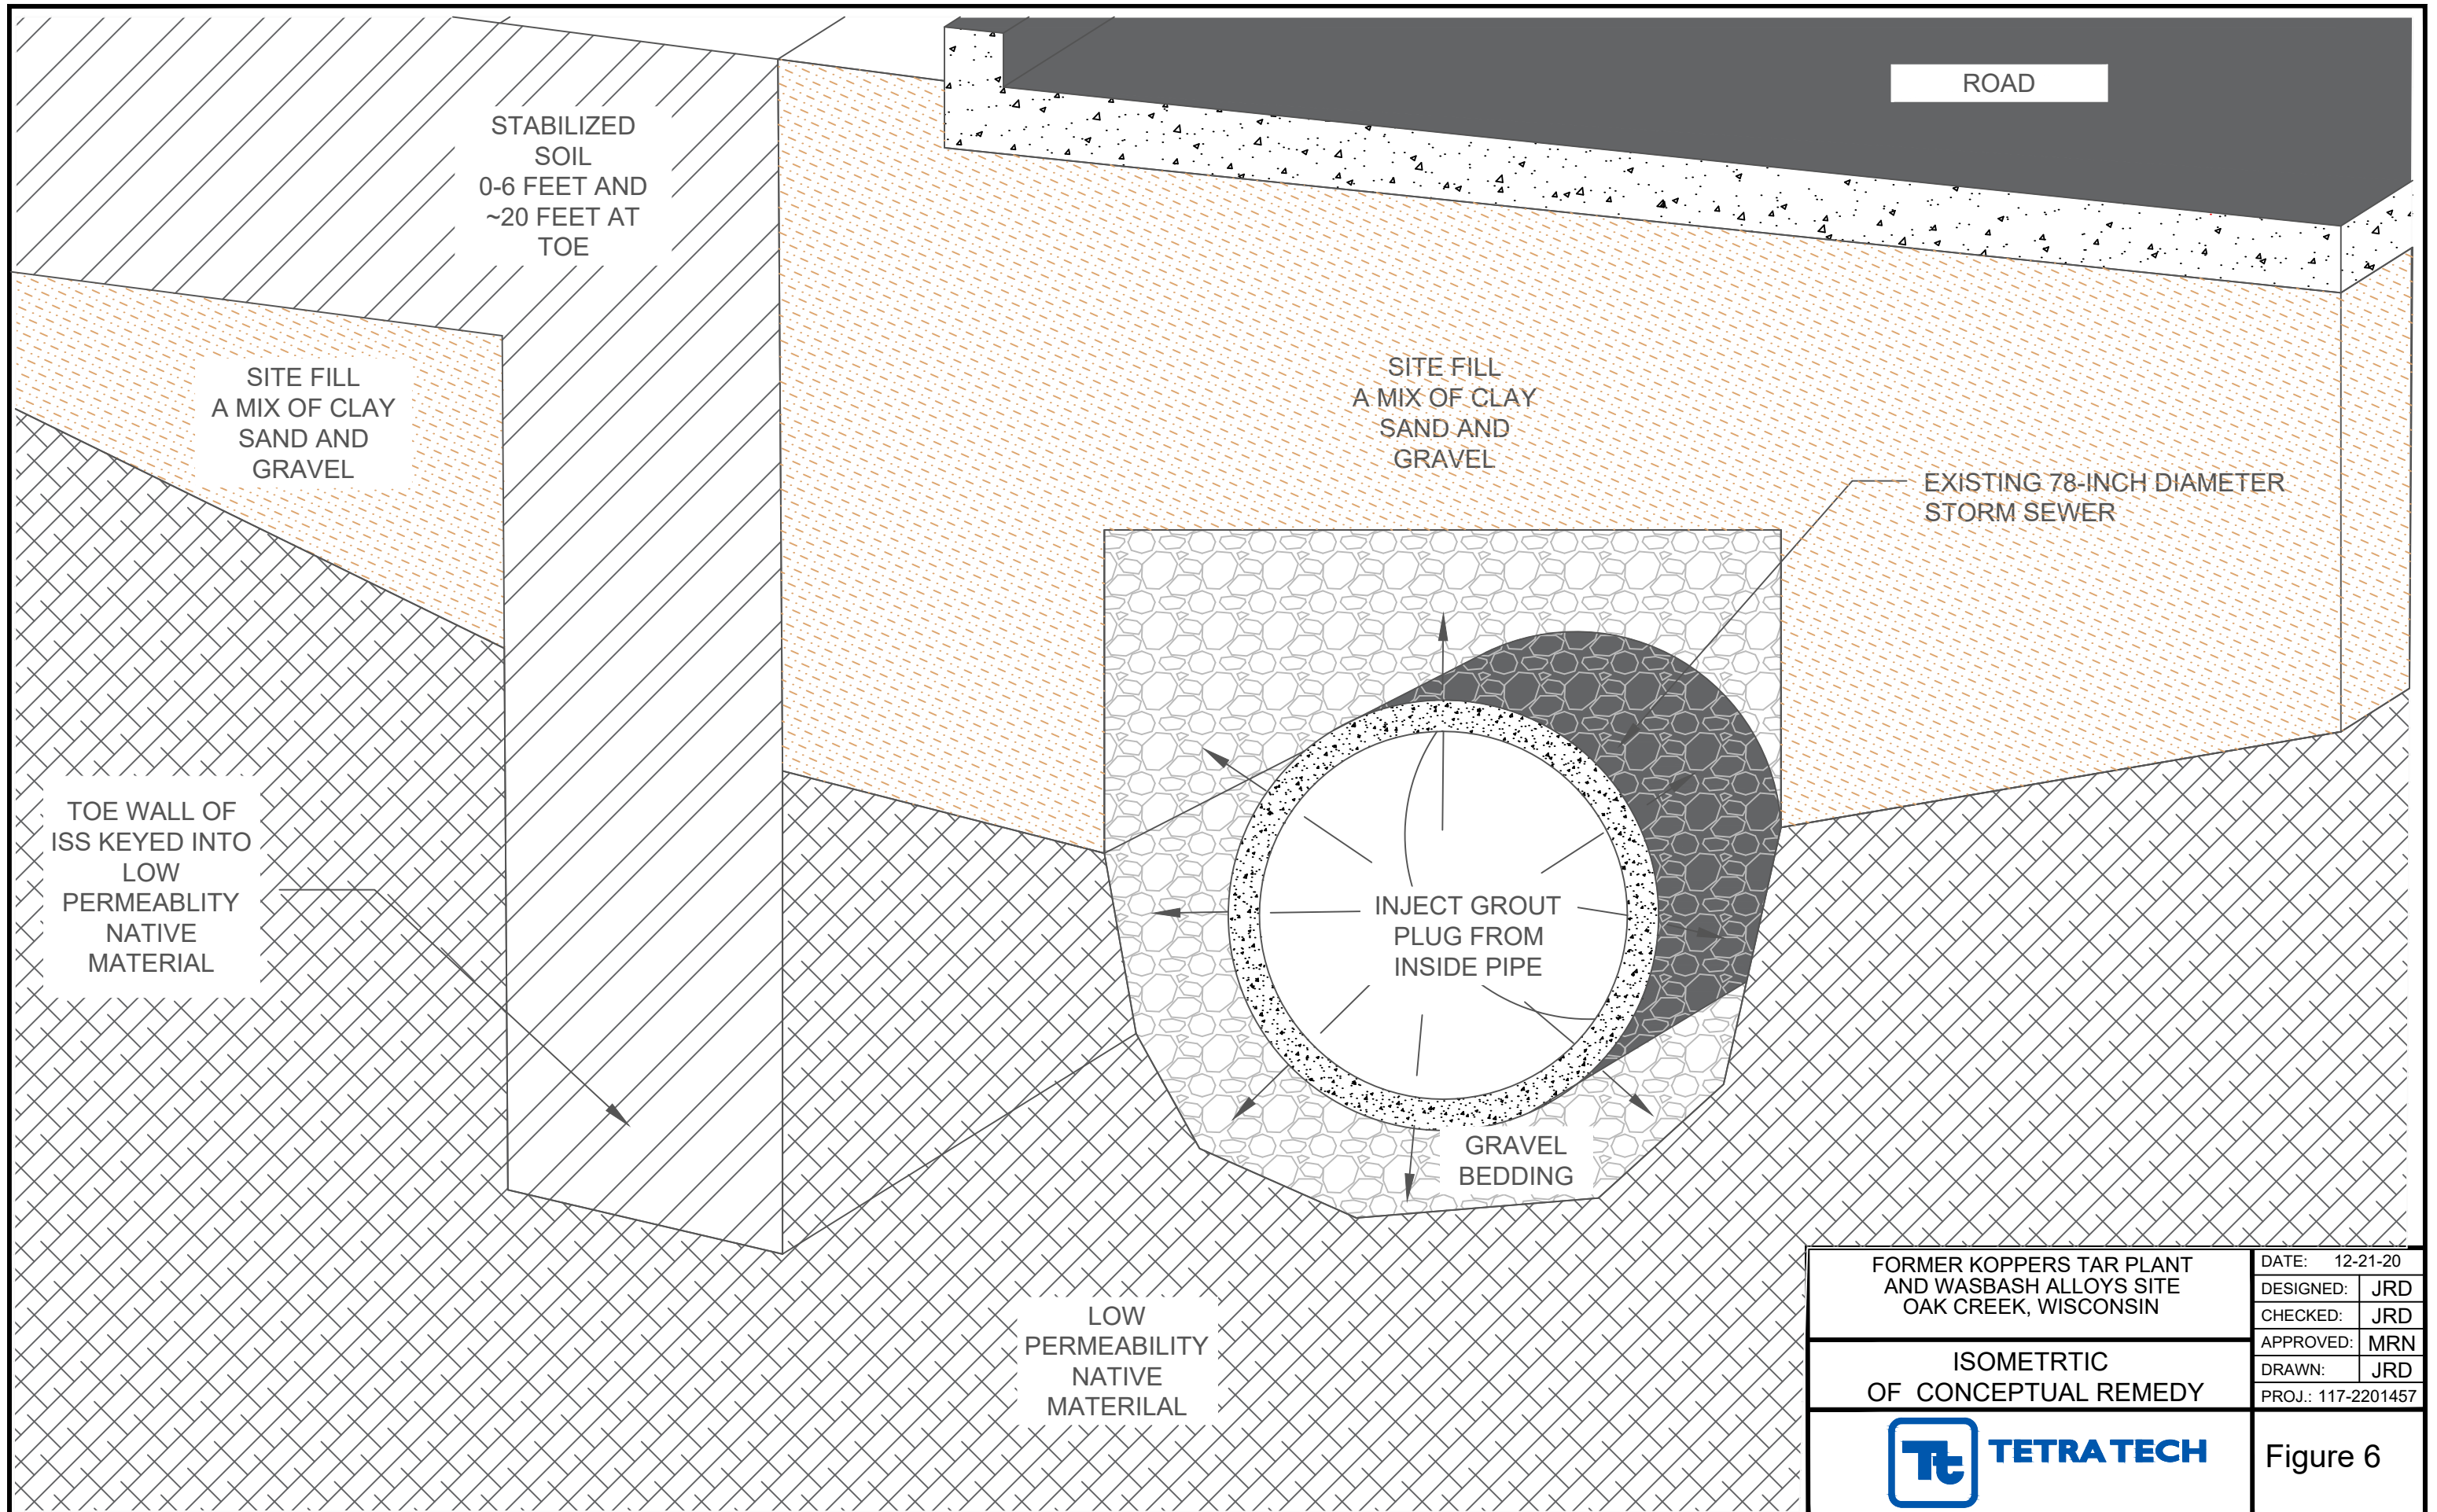 ROAD
STABILIZED
SOIL
0-6 FEET AND
~20 FEET AT
TOE
SITE FILL
A MIX OF CLAY
SAND AND
GRAVEL
SITE FILL
A MIX OF CLAY
SAND AND
GRAVEL
EXISTING 78-INCH DIAMETER
STORM SEWER
TOE WALL OF
ISS KEYED INTO
LOW
PERMEABLITY
NATIVE
MATERIAL
INJECT GROUT
PLUG FROM
INSIDE PIPE
GRAVEL
BEDDING
LOW
PERMEABILITY
NATIVE
MATERILAL
FORMER KOPPERS TAR PLANT
AND WASBASH ALLOYS SITE
OAK CREEK, WISCONSIN
ISOMETRTIC
OF CONCEPTUAL REMEDY
DATE: 12-21-20
DESIGNED: JRD
CHECKED: JRD
APPROVED: MRN
DRAWN: JRD
PROJ.: 117-2201457
Tt TETRA TECH
Figure 6